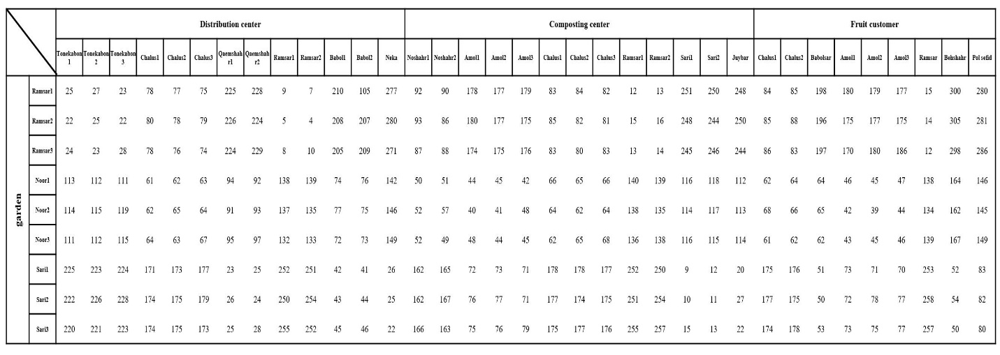 Distribution center Composting center Fruit customer
Tonekabon1 Tonekabon2 Tonekabon3 Chalus1 Chalus2 Chalus3 Qaemshahr1 Qaemshahr2 Ramsar1 Ramsar2 Babol1 Babol2 Neka Noshahr1 Noshahr2 Amol1 Amol2 Amol3 Chalus1 Chalus2 Chalus3 Ramsar1 Ramsar2 Sari1 Sari2 Juybar Chalus1 Chalus2 Babolsar Amol1 Amol2 Amol3 Ramsar Behshahr Pol sefid
garden
Ramsar1 25 27 23 78 77 75 225 228 9 7 210 105 277 92 90 178 177 179 83 84 82 12 13 251 250 248 84 85 198 180 179 177 15 300 280
Ramsar2 22 25 22 80 78 79 226 224 5 4 208 207 280 93 86 180 177 175 85 82 81 15 16 248 244 250 85 88 196 175 177 175 14 305 281
Ramsar3 24 23 28 78 76 74 224 229 8 10 205 209 271 87 88 174 175 176 83 80 83 13 14 245 246 244 86 83 197 170 180 186 12 298 286
Noor1 113 112 111 61 62 63 94 92 138 139 74 76 142 50 51 44 45 42 66 65 66 140 139 116 118 112 62 64 64 46 45 47 138 164 146
Noor2 114 115 119 62 65 64 91 93 137 135 77 75 146 52 57 40 41 48 64 62 64 138 135 114 117 113 68 66 65 42 39 44 134 162 145
Noor3 111 112 115 64 63 67 95 97 132 133 72 73 149 52 49 48 44 45 62 65 68 136 138 116 115 114 61 62 62 43 45 46 139 167 149
Sari1 225 223 224 171 173 177 23 25 252 251 42 41 26 162 165 72 73 71 178 178 177 252 250 9 12 20 175 176 51 73 71 70 253 52 83
Sari2 222 226 228 174 175 179 26 24 250 254 43 44 25 162 167 76 77 71 177 174 175 251 254 10 11 27 177 175 50 72 78 77 258 54 82
Sari3 220 221 223 174 175 173 25 28 255 252 45 46 22 166 163 75 76 79 175 177 176 255 257 15 13 22 174 178 53 73 75 77 257 50 80